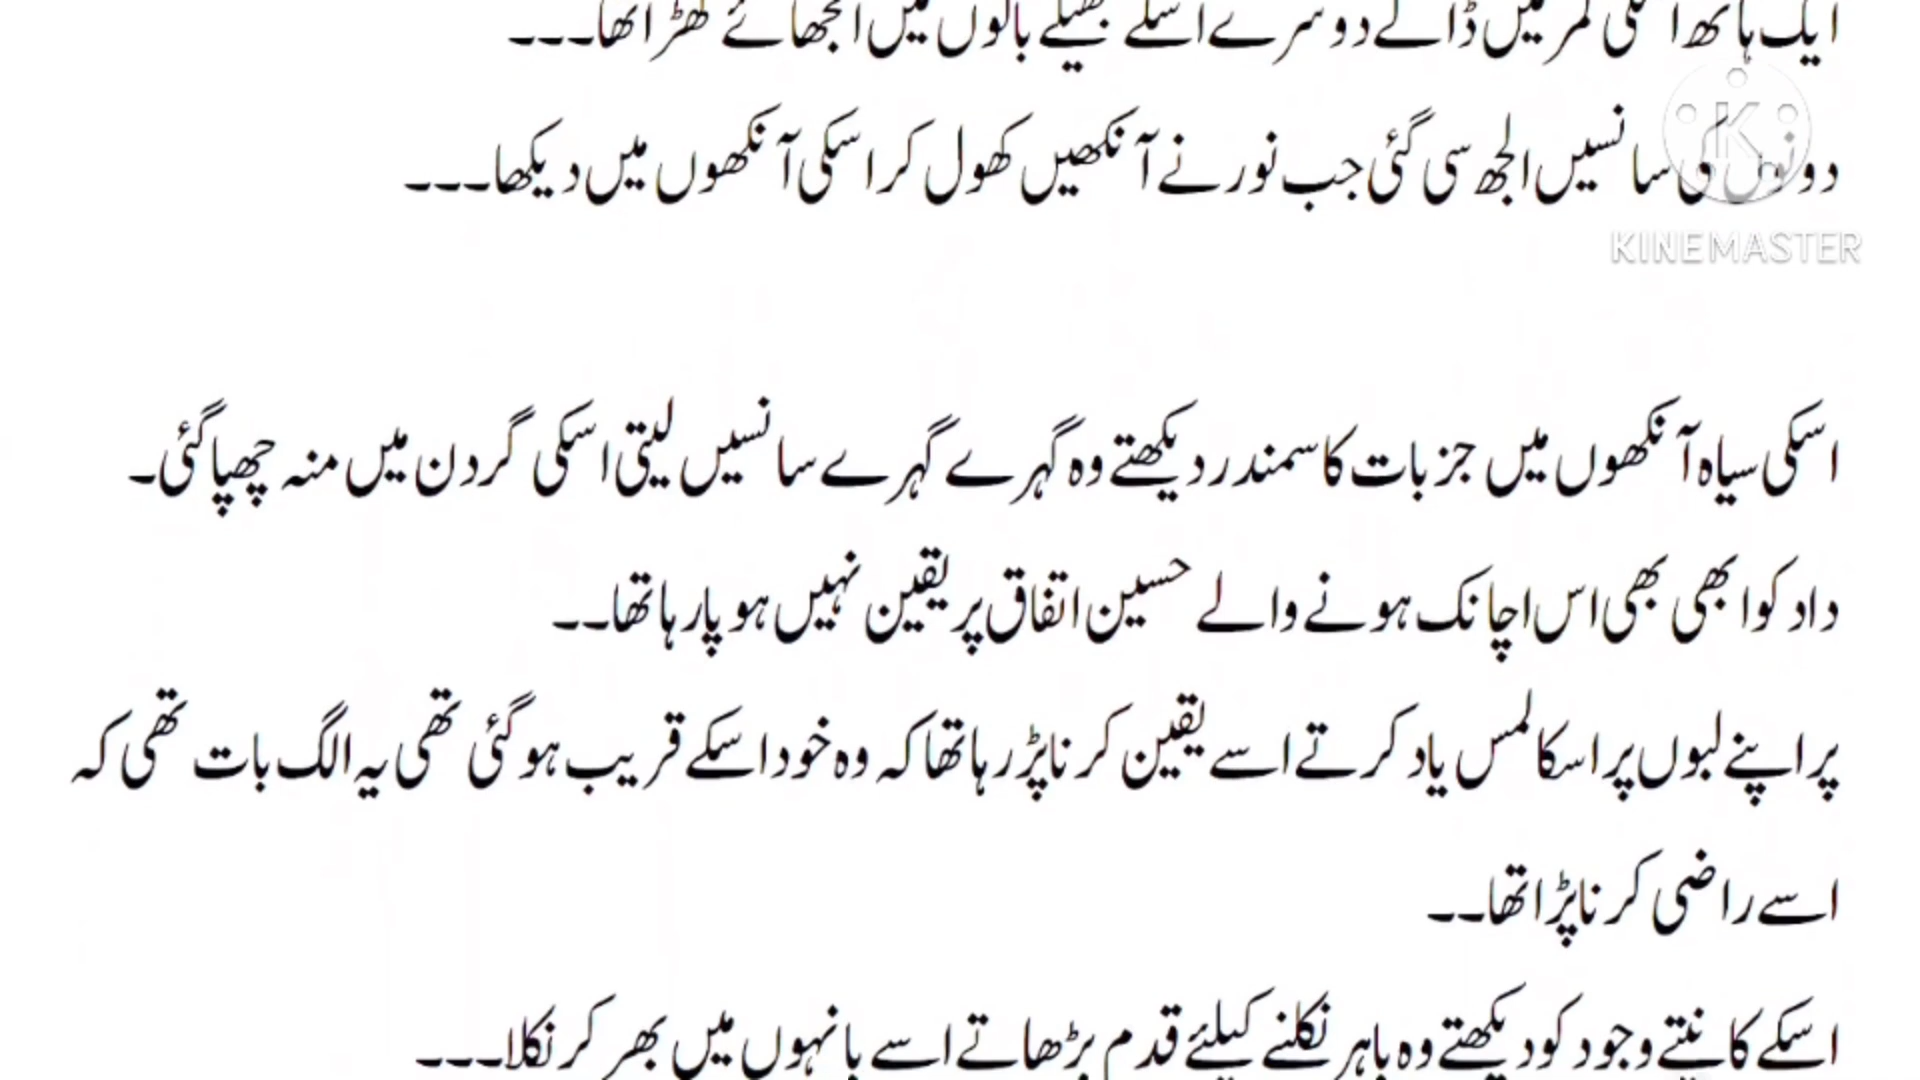 ایک ہاتھ اسکی کمر میں ڈالے دوسرے اسکے بھیگے بالوں میں الجھائے کھڑا تھا۔۔۔
دونوں کی سانسیں الجھ سی گئی جب نور نے آنکھیں کھول کر اسکی آنکھوں میں دیکھا۔۔۔
KINEMASTER
اسکی سیاہ آنکھوں میں جزبات کا سمندر دیکھتے وہ گہرے گہرے سانسیں لیتی اسکی گردن میں منہ چھپا گئی۔
داد کو ابھی بھی اس اچانک ہونے والے حسین اتفاق پر یقین نہیں ہو پا رہا تھا۔۔
پر اپنے لبوں پر اسکا لمس یاد کرتے اسے یقین کرنا پڑ رہا تھا کہ وہ خود اسکے قریب ہو گئی تھی یہ الگ بات تھی کہ
اسے راضی کرنا پڑا تھا۔۔
اسکے کانپتے وجود کو دیکھتے وہ باہر نکلنے کیلئے قدم بڑھاتے اسے بانہوں میں بھر کر نکلا۔۔۔